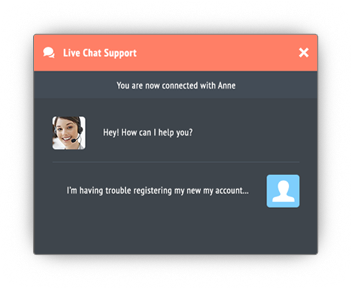 Live Chat Support
You are now connected with Anne
Hey! How can I help you?
I'm having trouble registering my new my account...